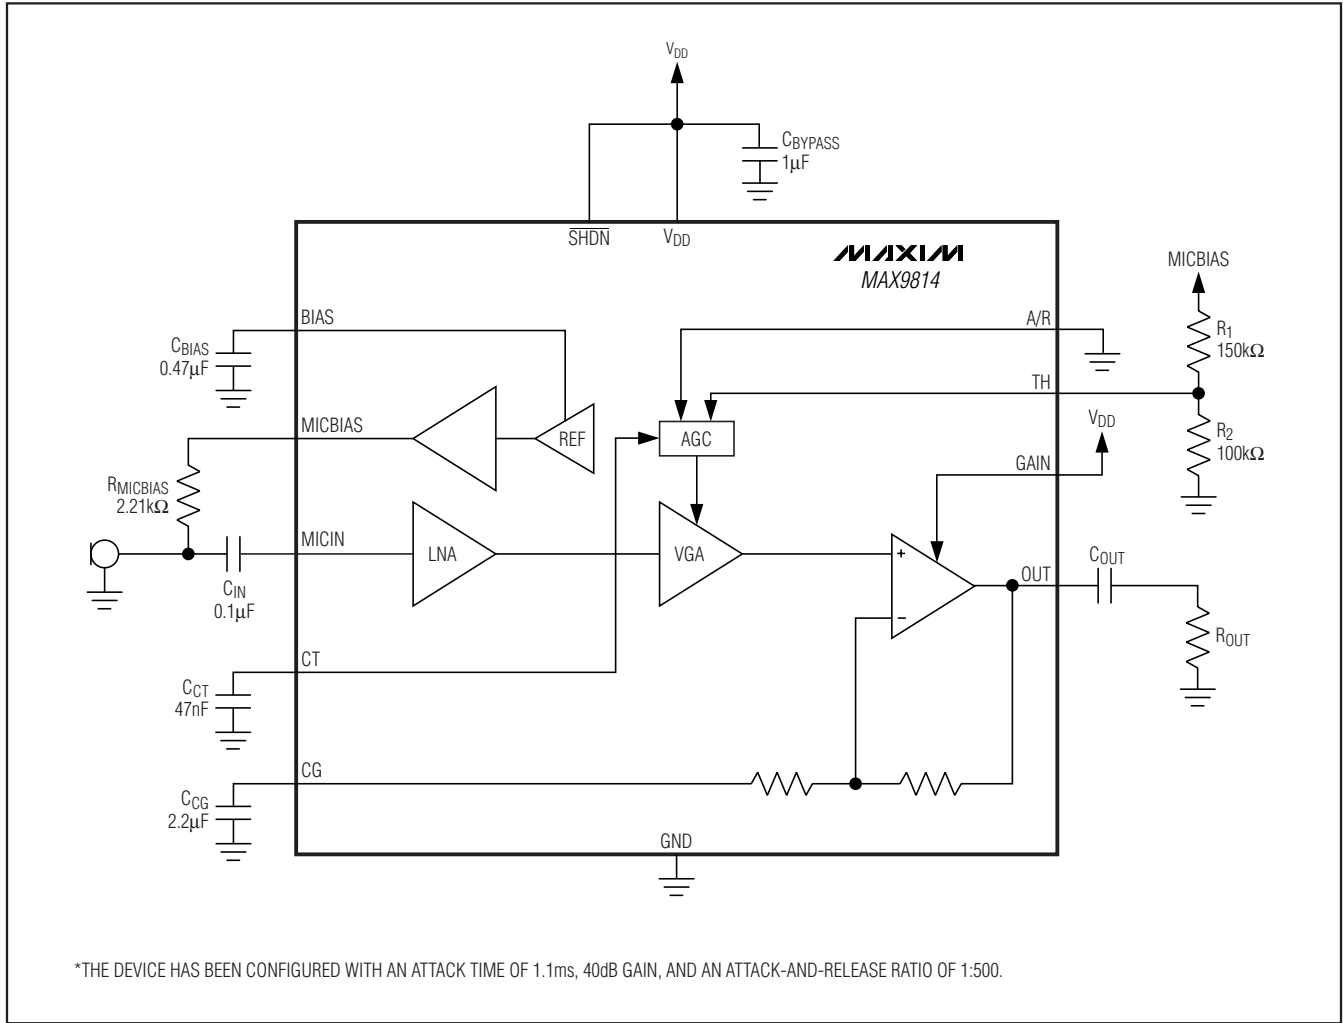 VDD
CBYPASS
1µF
SHDN
VDD
MAXIM
MAX9814
MICBIAS
BIAS
A/R
R1
150kΩ
CBIAS
0.47µF
TH
MICBIAS
REF
AGC
VDD
R2
100kΩ
GAIN
RMICBIAS
2.21kΩ
MICIN
LNA
VGA
+
COUT
OUT
CIN
0.1µF
−
ROUT
CT
CCT
47nF
CG
CCG
2.2µF
GND
*THE DEVICE HAS BEEN CONFIGURED WITH AN ATTACK TIME OF 1.1ms, 40dB GAIN, AND AN ATTACK-AND-RELEASE RATIO OF 1:500.